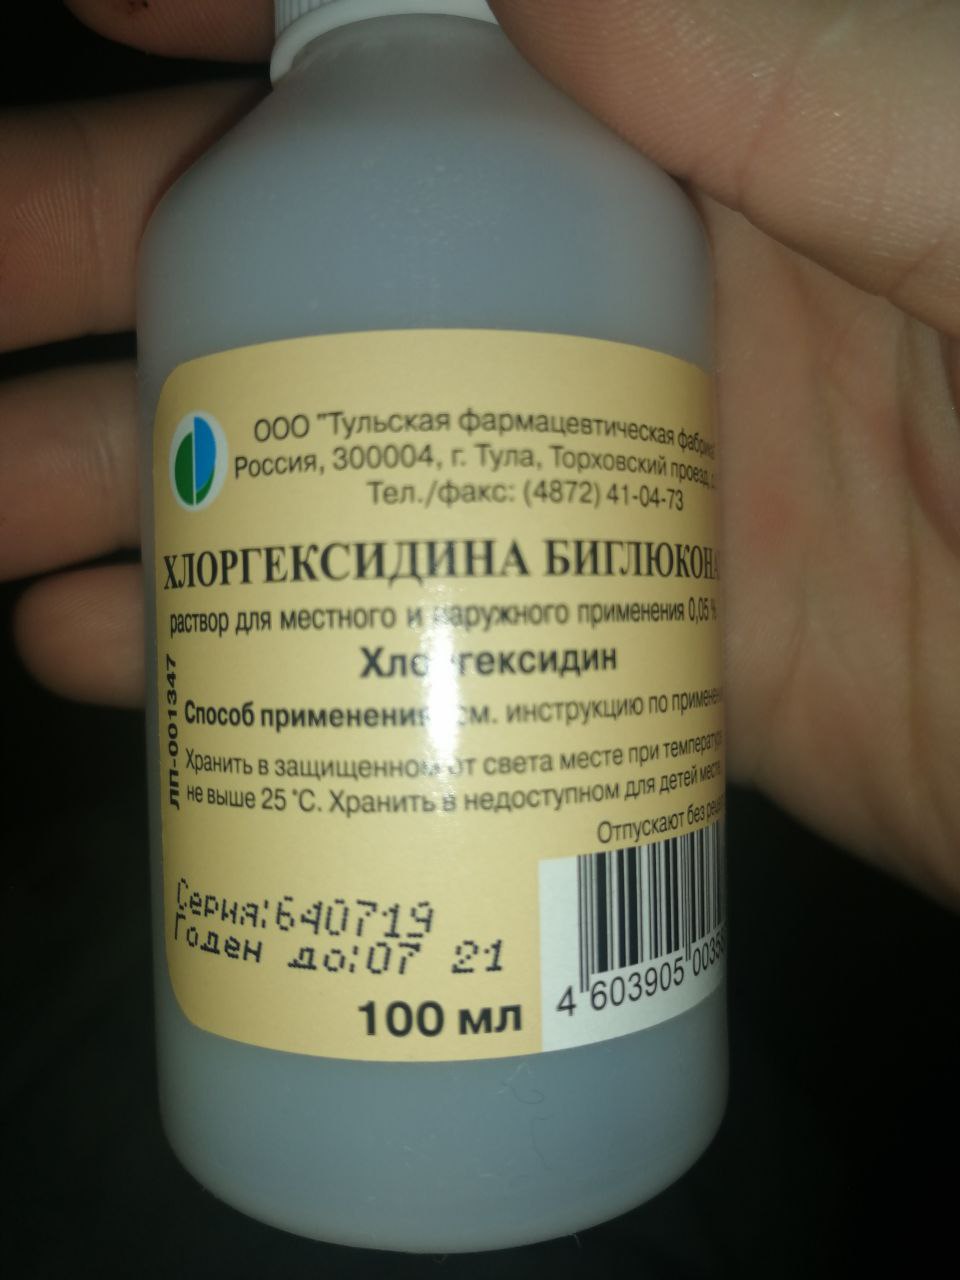 ООО "Тульская фармацевтическая фабрика"
Россия, 300004, г. Тула, Торховский проезд, д.
Тел./факс: (4872) 41-04-73
ХЛОРГЕКСИДИНА БИГЛЮКОНА
раствор для местного и наружного применения 0,05 %
Хлоргексидин
Способ применения: см. инструкцию по применен
Хранить в защищенном от света месте при температуре
не выше 25 °С. Хранить в недоступном для детей месте.
Отпускают без рец
ЛП-001347
Серия:640719
Годен до:07 21
100 мл
4 603905 0035